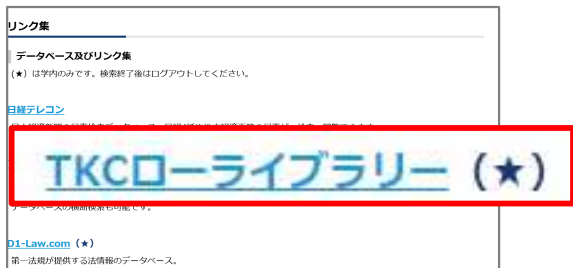 リンク集
データベース及びリンク集
(★) は学内のみです。検索終了後はログアウトしてください。
日経テレコン
TKCローライブラリー (★)
データベースの横断検索も可能です。
D1-Law.com (★)
第一法規が提供する法情報のデータベース。